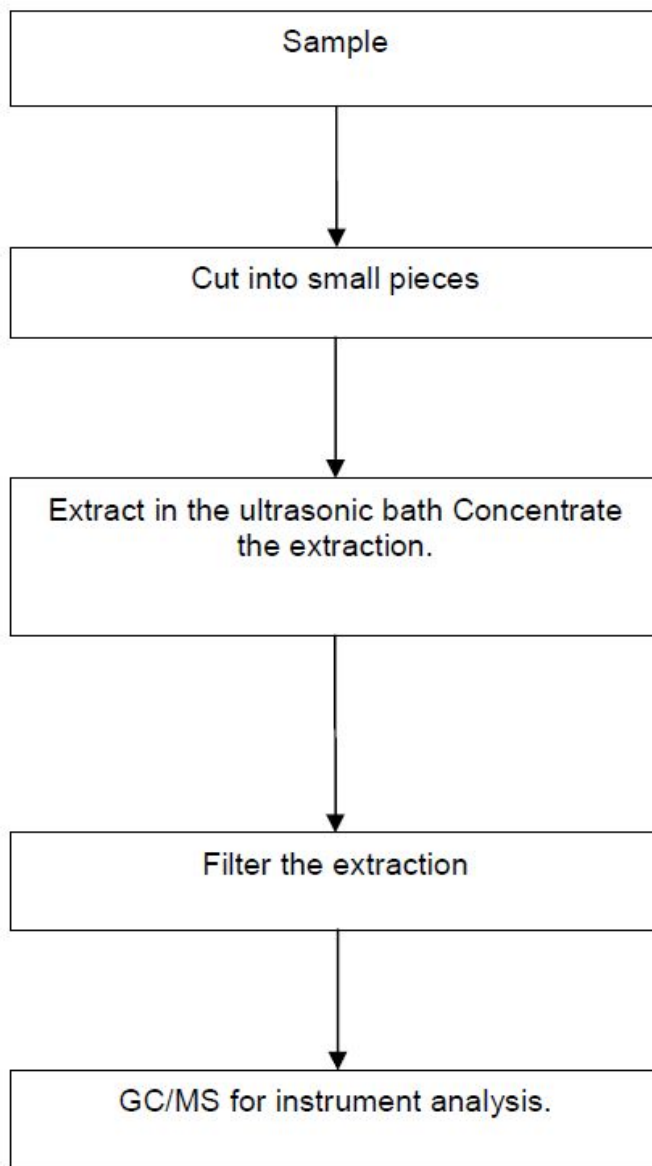 Sample
Cut into small pieces
Extract in the ultrasonic bath Concentrate
the extraction.
Filter the extraction
GC/MS for instrument analysis.